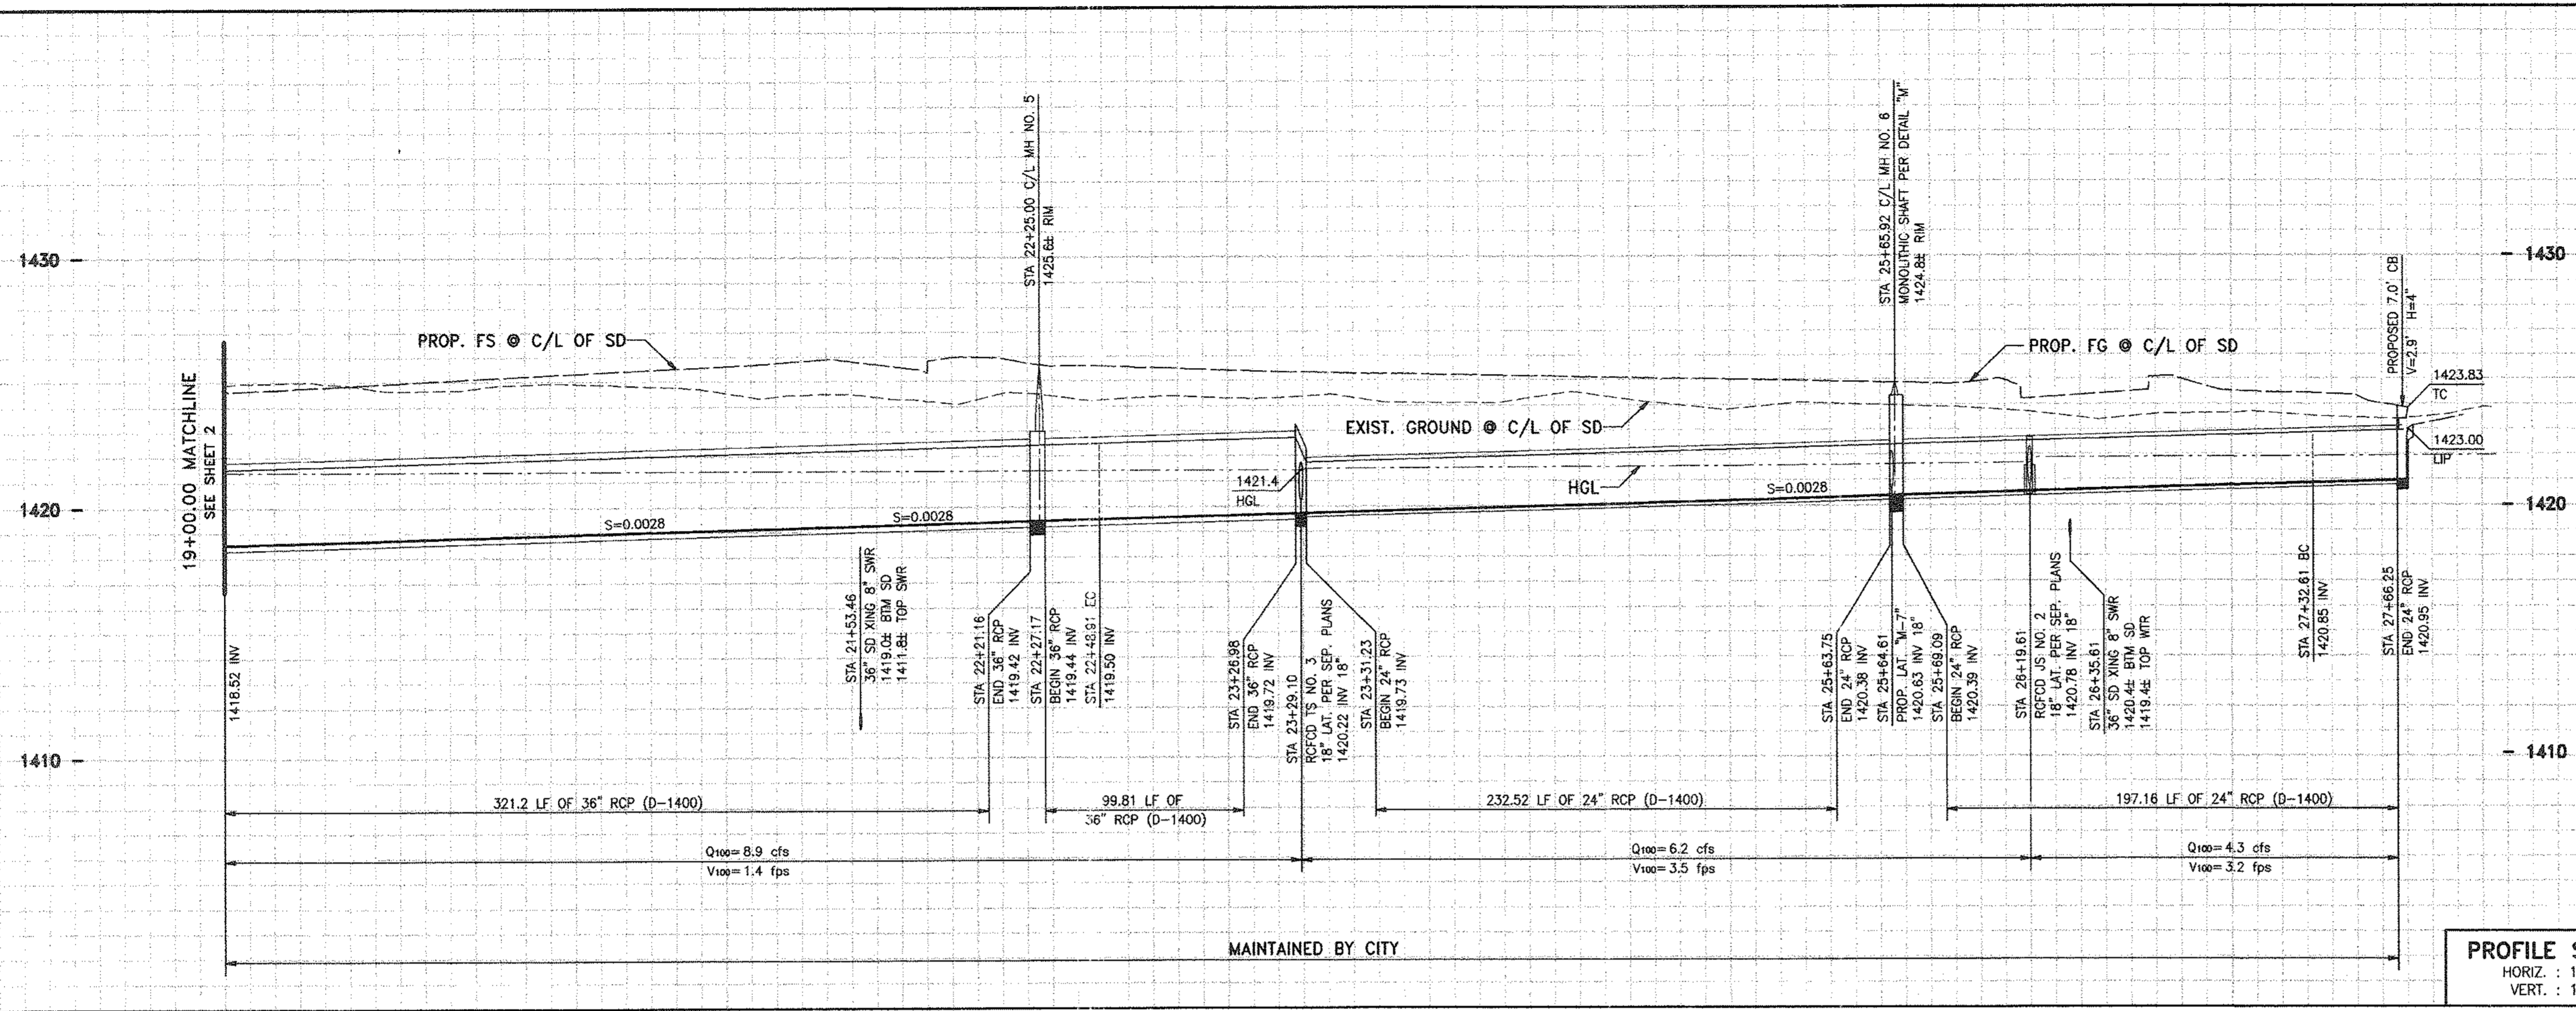 STA 22+25.00 C/L MH NO. 5
1425.6± RIM
STA 25+65.92 C/L MH NO. 6
MONOLITHIC SHAFT PER DETAIL "M"
1424.8± RIM
1430
1430
PROPOSED 7.0' CB
V=2.9' H=4"
PROP. FS @ C/L OF SD
PROP. FG @ C/L OF SD
1423.83
TC
19+00.00 MATCHLINE
SEE SHEET 2
EXIST. GROUND @ C/L OF SD
1423.00
LIP
1421.4
HGL
HGL
S=0.0028
1420
1420
S=0.0028
S=0.0028
1418.52 INV
STA 21+53.46
36" SD XING 8" SWR
1419.0± BTM SD
1411.8± TOP SWR
STA 22+21.16
END 36" RCP
1419.42 INV
STA 22+27.17
BEGIN 36" RCP
1419.44 INV
STA 22+48.91 EC
1419.50 INV
STA 23+26.98
END 36" RCP
1419.72 INV
STA 23+29.10
RCFCD TS NO. 3
18" LAT. PER SEP. PLANS
1420.22 INV 18"
STA 23+31.23
BEGIN 24" RCP
1419.73 INV
STA 25+63.75
END 24" RCP
1420.38 INV
STA 25+64.61
PROP. LAT. "M-7"
1420.63 INV 18"
STA 25+69.09
BEGIN 24" RCP
1420.39 INV
STA 26+19.61
RCFCD JS NO. 2
18" LAT. PER SEP. PLANS
1420.78 INV 18"
STA 26+35.61
36" SD XING 8" SWR
1420.4± BTM SD
1419.4± TOP WTR
STA 27+32.61 BC
1420.85 INV
STA 27+66.25
END 24" RCP
1420.95 INV
1410
1410
321.2 LF OF 36" RCP (D-1400)
99.81 LF OF
36" RCP (D-1400)
232.52 LF OF 24" RCP (D-1400)
197.16 LF OF 24" RCP (D-1400)
Q100= 8.9 cfs
V100= 1.4 fps
Q100= 6.2 cfs
V100= 3.5 fps
Q100= 4.3 cfs
V100= 3.2 fps
MAINTAINED BY CITY
PROFILE S
HORIZ. : 1
VERT. : 1